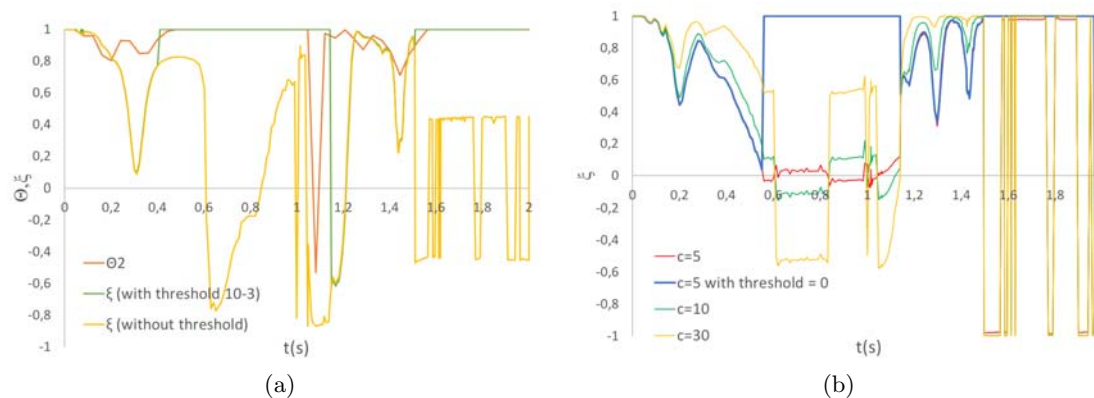 1
0,8
0,6
0,4
0,2
0
-0,2
-0,4
-0,6
-0,8
-1
Θ,ξ
0 0,2 0,4 0,6 0,8 1 1,2 1,4 1,6 1,8 2
Θ2
ξ (with threshold 10-3)
ξ (without threshold)
t(s)
(a)
1
0,8
0,6
0,4
0,2
0
-0,2
-0,4
-0,6
-0,8
-1
ξ
0 0,2 0,4 0,6 0,8 1 1,2 1,4 1,6 1,8 2
c=5
c=5 with threshold = 0
c=10
c=30
t(s)
(b)